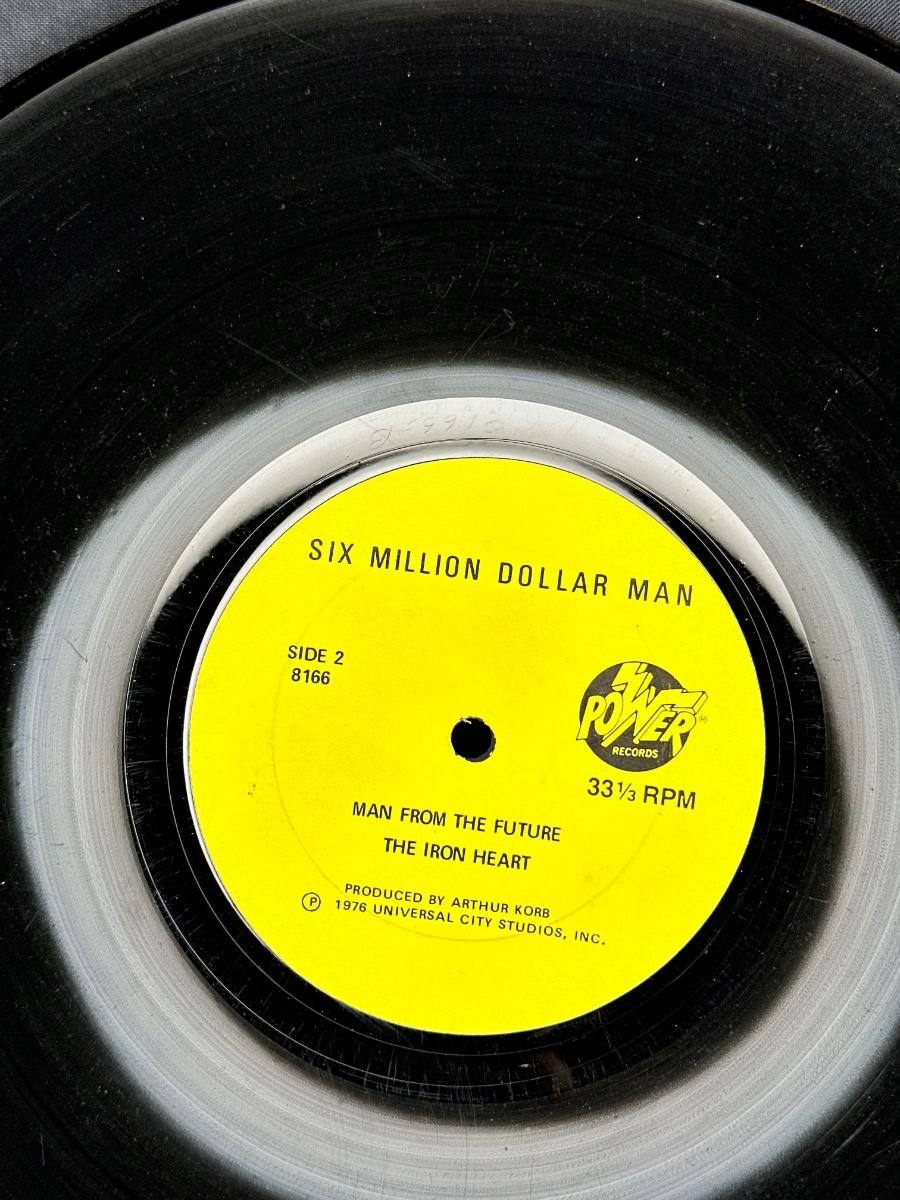 SIX MILLION DOLLAR MAN
SIDE 2
8166
POWER
RECORDS
33⅓ RPM
MAN FROM THE FUTURE
THE IRON HEART
PRODUCED BY ARTHUR KORB
Ⓟ 1976 UNIVERSAL CITY STUDIOS, INC.